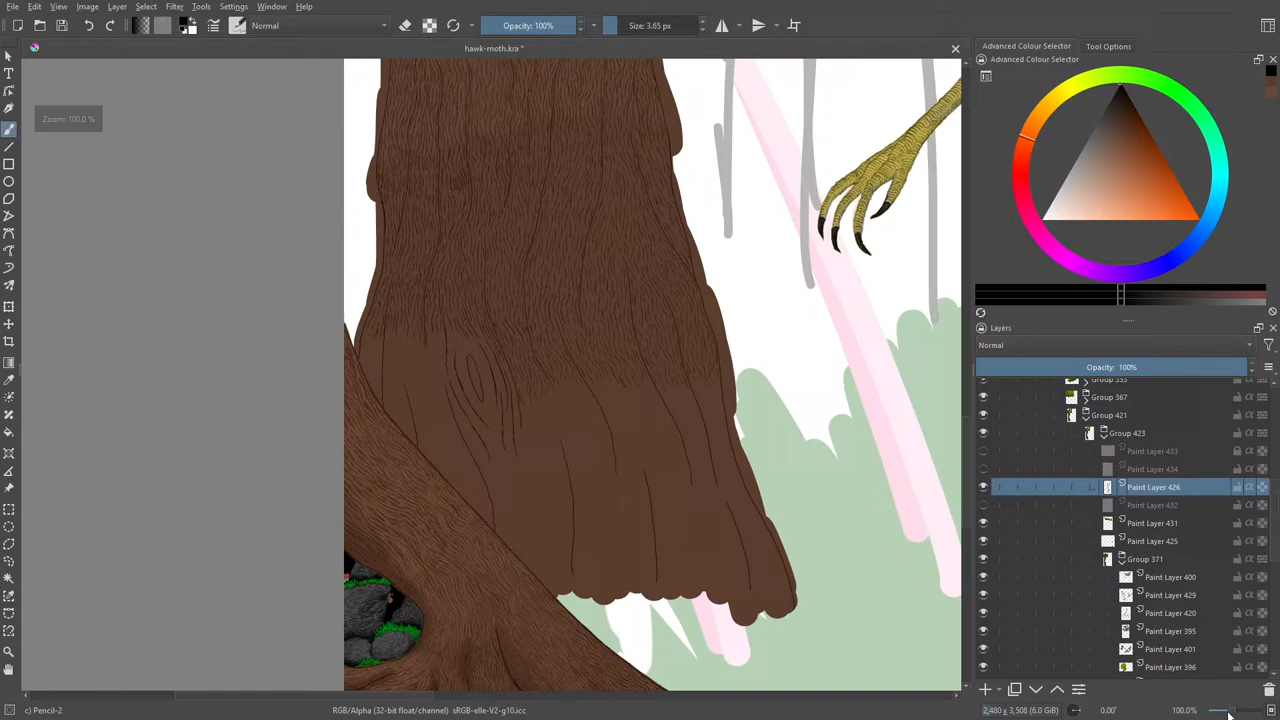 File Edit View Image Layer Select Filter Tools Settings Window Help
Normal Opacity: 100% Size: 3.65 px
hawk-moth.kra *
Zoom: 100.0 %
Advanced Colour Selector Tool Options
Advanced Colour Selector
Layers
Normal
Opacity: 100%
Group 355
Group 367
Group 421
Group 423
Paint Layer 433
Paint Layer 434
Paint Layer 426
Paint Layer 432
Paint Layer 431
Paint Layer 425
Group 371
Paint Layer 400
Paint Layer 429
Paint Layer 420
Paint Layer 395
Paint Layer 401
Paint Layer 396
c) Pencil-2 RGB/Alpha (32-bit float/channel) sRGB-elle-V2-g10.icc 2,480 x 3,508 (6.0 GiB) 0.00° 100.0%